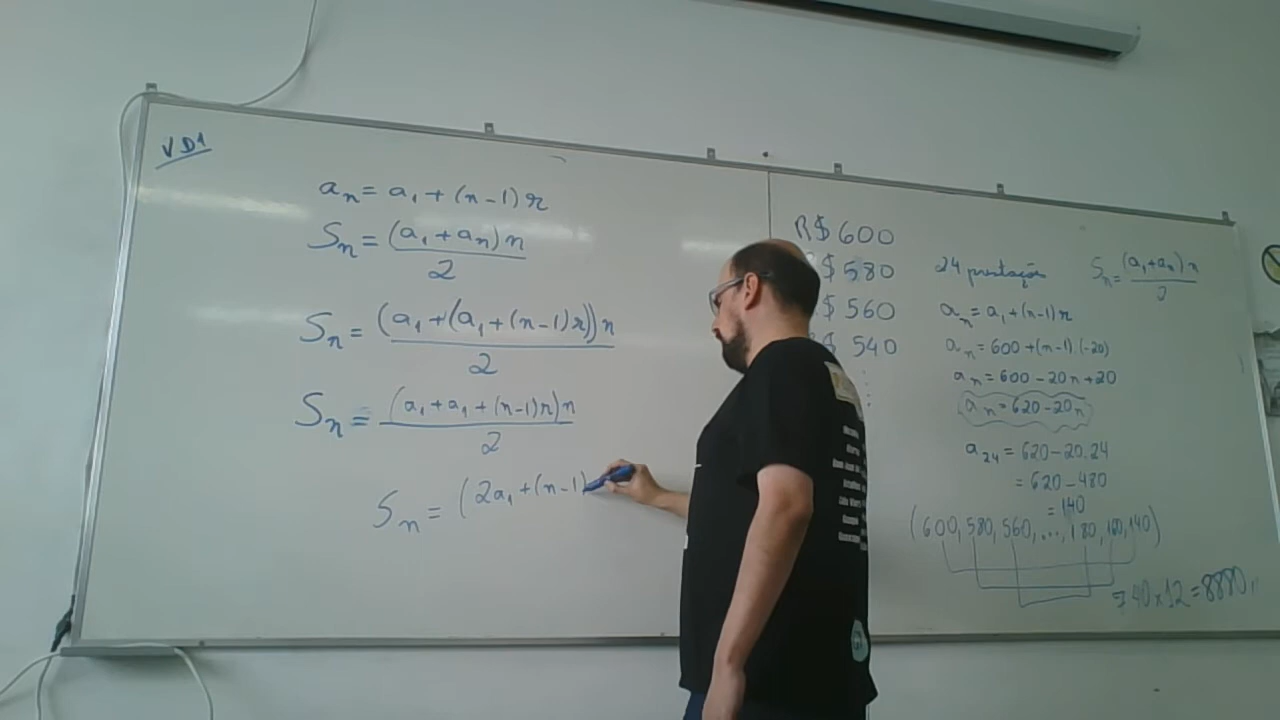 VD1
aₙ = a₁ + (n-1)r
Sₙ = (a₁ + aₙ)n
2
Sₙ = (a₁ + (a₁ + (n-1)r))n
2
Sₙ = (a₁ + a₁ + (n-1)r)n
2
Sₙ = (2a₁ + (n-1)
R$ 600
$ 580
$ 560
$ 540
24 prestações
Sₙ = (a₁+aₙ)n
2
aₙ = a₁ + (n-1)r
aₙ = 600 + (n-1).(-20)
aₙ = 600 - 20n + 20
aₙ = 620 - 20n
a₂₄ = 620 - 20.24
= 620 - 480
= 140
(600, 580, 560, ..., 180, 160, 140)
40 x 12 = 8880